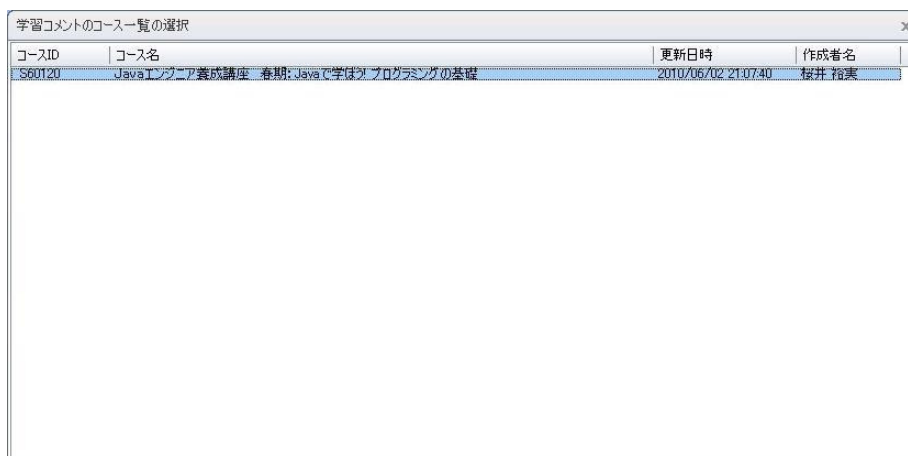 学習コメントのコース一覧の選択
コースID コース名 更新日時 作成者名
S60120 Javaエンジニア養成講座 春期: Javaで学ぼう! プログラミングの基礎 2010/06/02 21:07:40 桜井 裕実